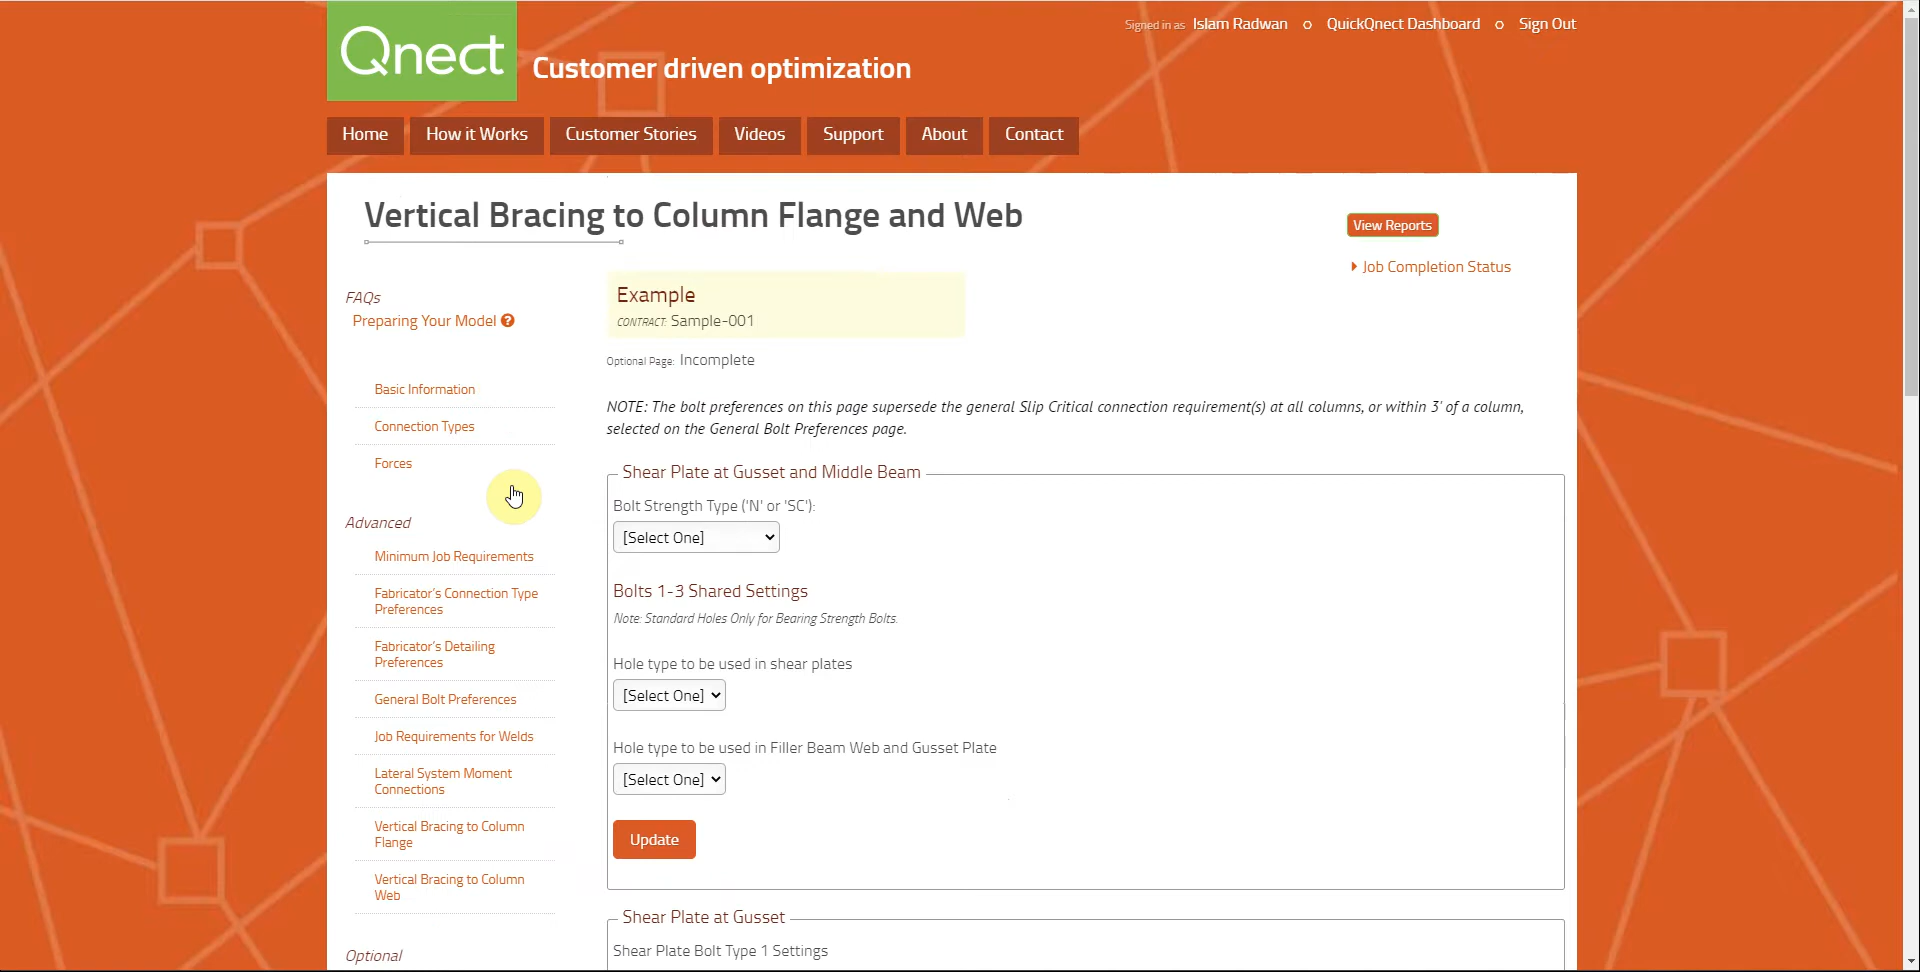 Qnect
Customer driven optimization
Signed in as Islam Radwan
QuickQnect Dashboard
Sign Out
Home
How it Works
Customer Stories
Videos
Support
About
Contact
Vertical Bracing to Column Flange and Web
View Reports
Job Completion Status
FAQs
Preparing Your Model ?
Basic Information
Connection Types
Forces
Advanced
Minimum Job Requirements
Fabricator's Connection Type
Preferences
Fabricator's Detailing
Preferences
General Bolt Preferences
Job Requirements for Welds
Lateral System Moment
Connections
Vertical Bracing to Column
Flange
Vertical Bracing to Column
Web
Optional
Example
CONTRACT: Sample-001
Optional Page: Incomplete
NOTE: The bolt preferences on this page supersede the general Slip Critical connection requirement(s) at all columns, or within 3' of a column,
selected on the General Bolt Preferences page.
Shear Plate at Gusset and Middle Beam
Bolt Strength Type ('N' or 'SC'):
[Select One]
Bolts 1-3 Shared Settings
Note: Standard Holes Only for Bearing Strength Bolts.
Hole type to be used in shear plates
[Select One]
Hole type to be used in Filler Beam Web and Gusset Plate
[Select One]
Update
Shear Plate at Gusset
Shear Plate Bolt Type 1 Settings